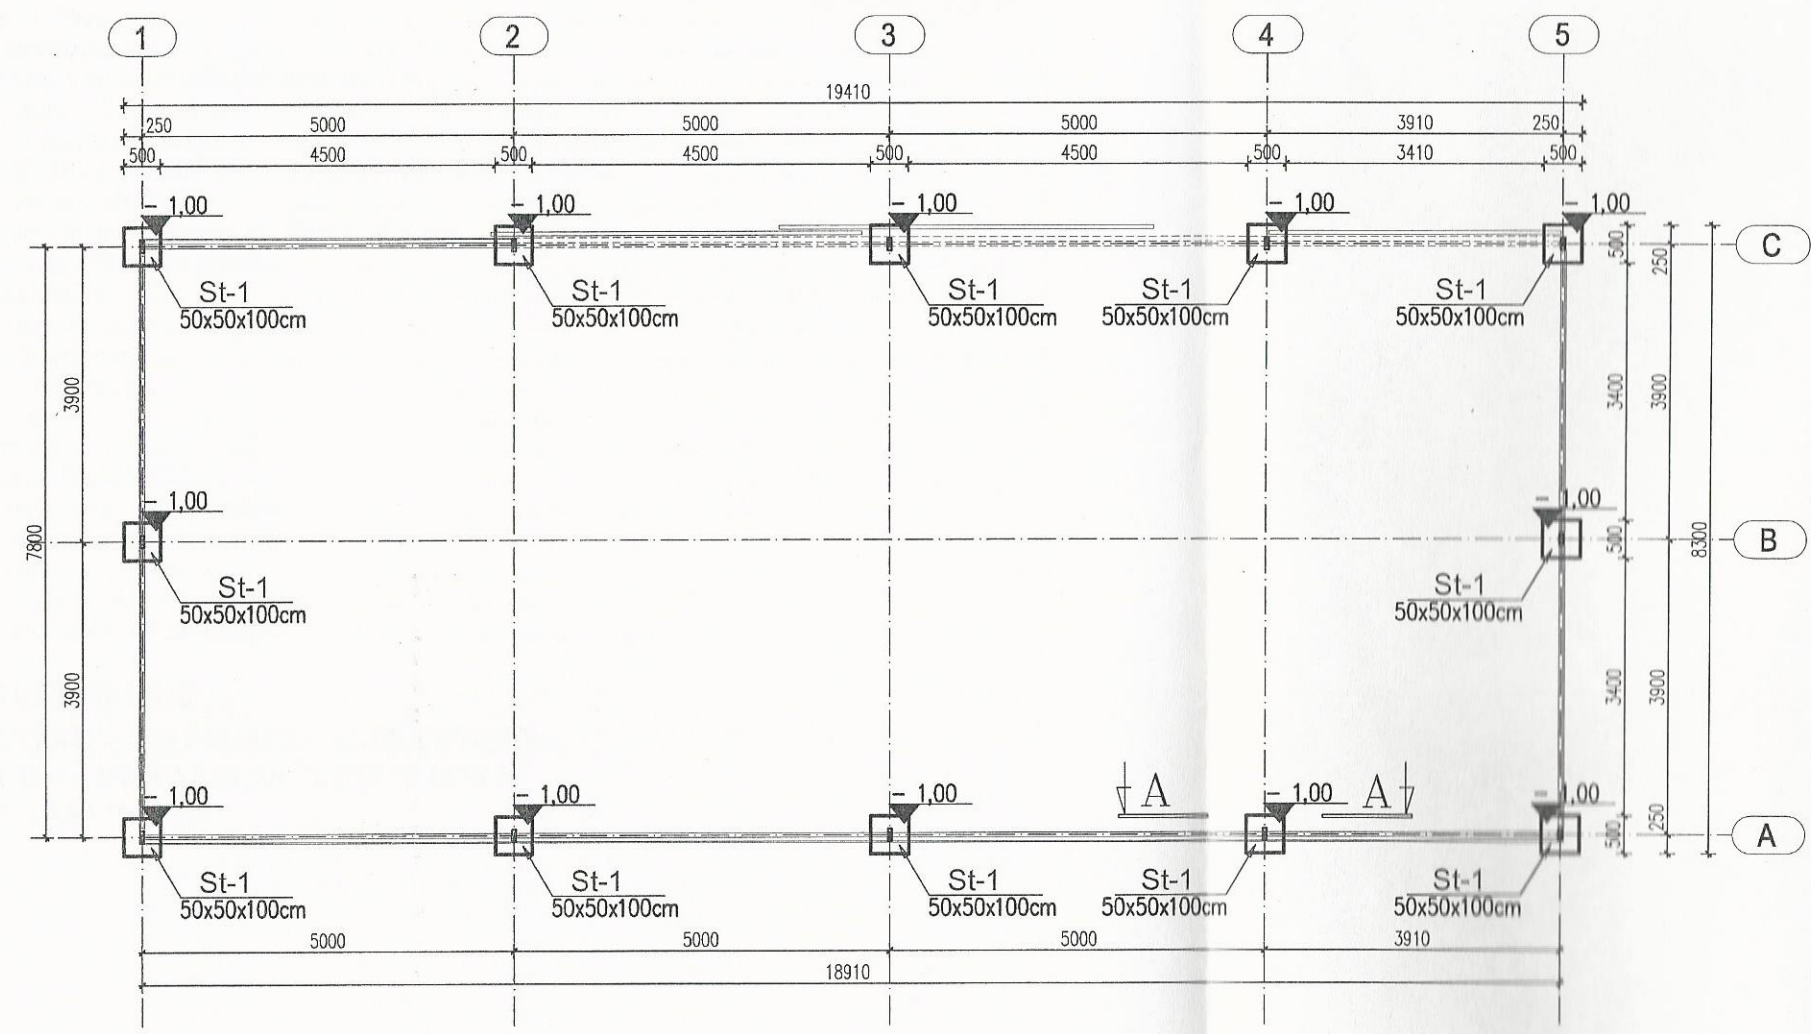 1 2 3 4 5
19410
250 5000 5000 5000 3910 250
500 4500 500 4500 500 4500 500 3410 500
- 1,00 - 1,00 - 1,00 - 1,00 - 1,00
C
500 250
St-1 St-1 St-1 St-1 St-1
50x50x100cm 50x50x100cm 50x50x100cm 50x50x100cm 50x50x100cm
3900 3400 3900
- 1,00 - 1,00
7800 500 8300 B
St-1 St-1
50x50x100cm 50x50x100cm
3900 3400 3900
A A
- 1,00 - 1,00 - 1,00 - 1,00 - 1,00
500 250 A
St-1 St-1 St-1 St-1 St-1
50x50x100cm 50x50x100cm 50x50x100cm 50x50x100cm 50x50x100cm
5000 5000 5000 3910
18910